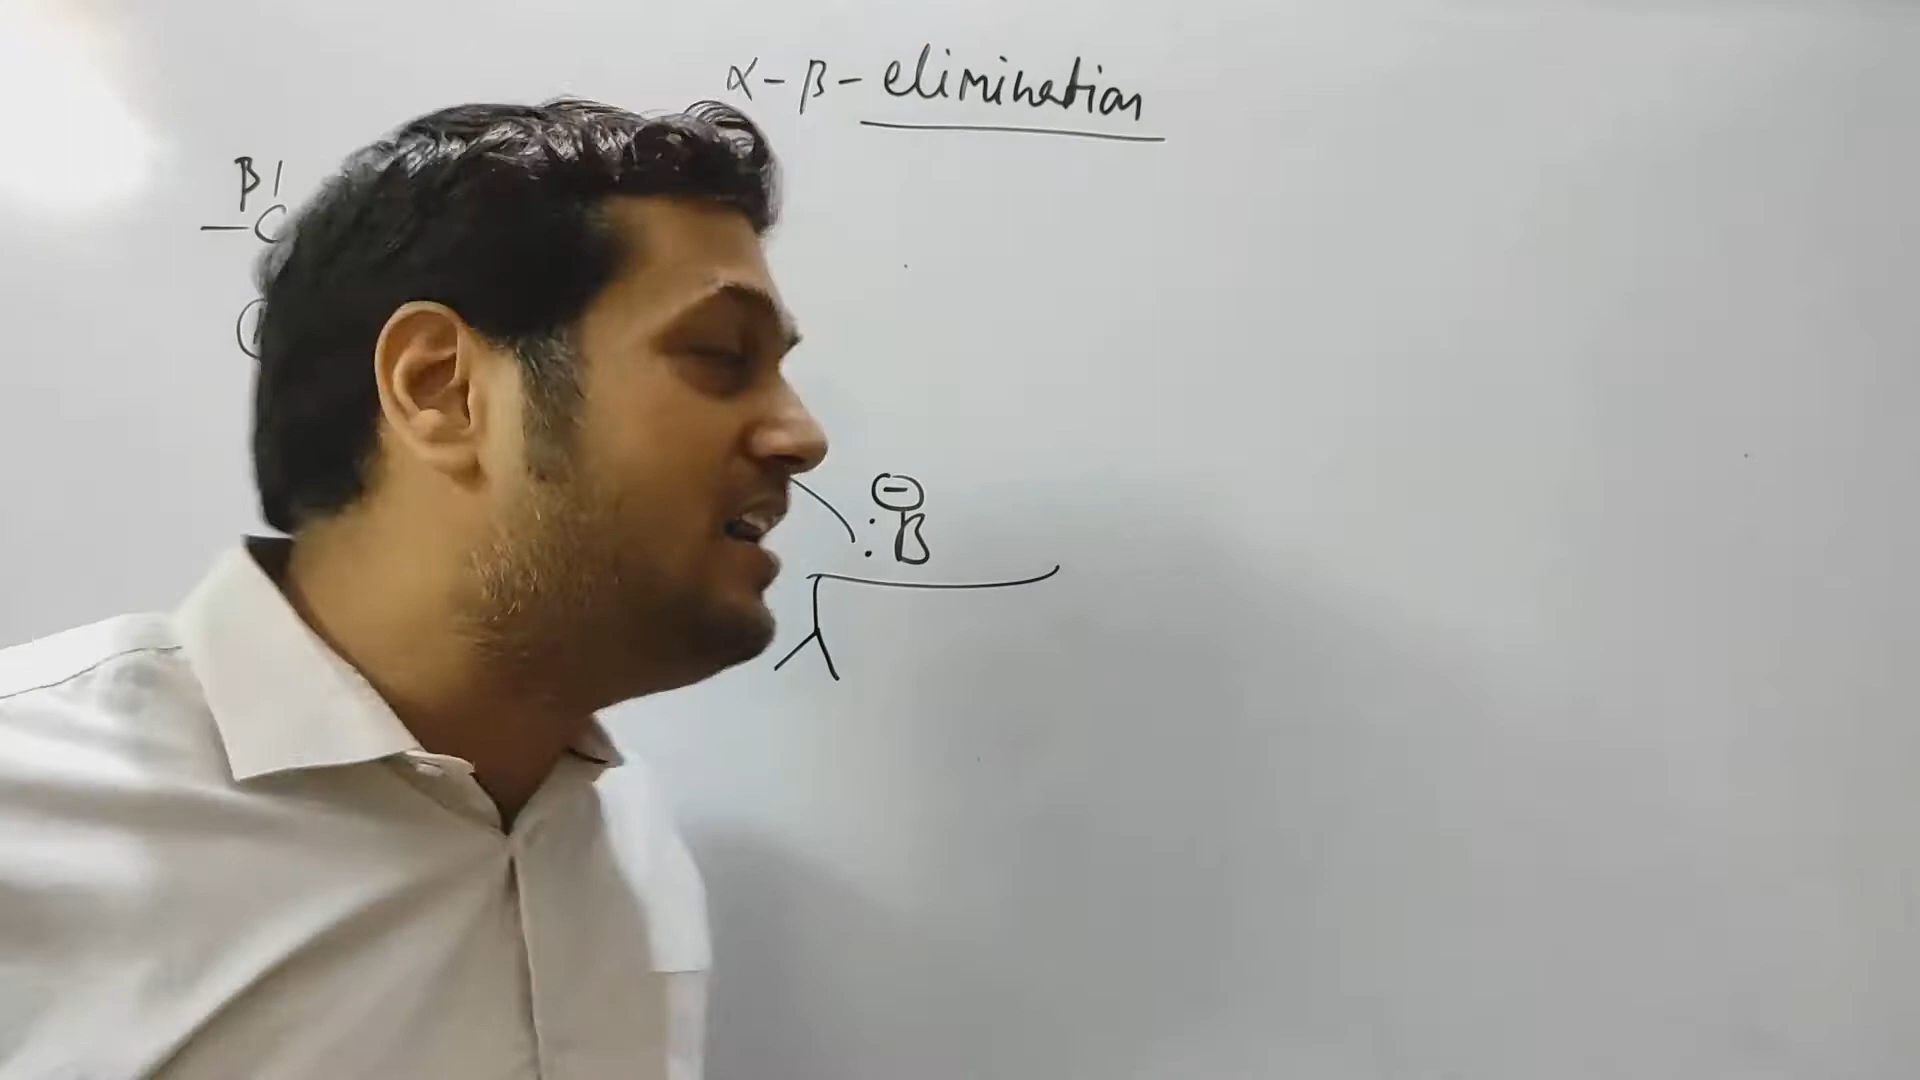 α-β-elimination
β
-C
⊖
:B